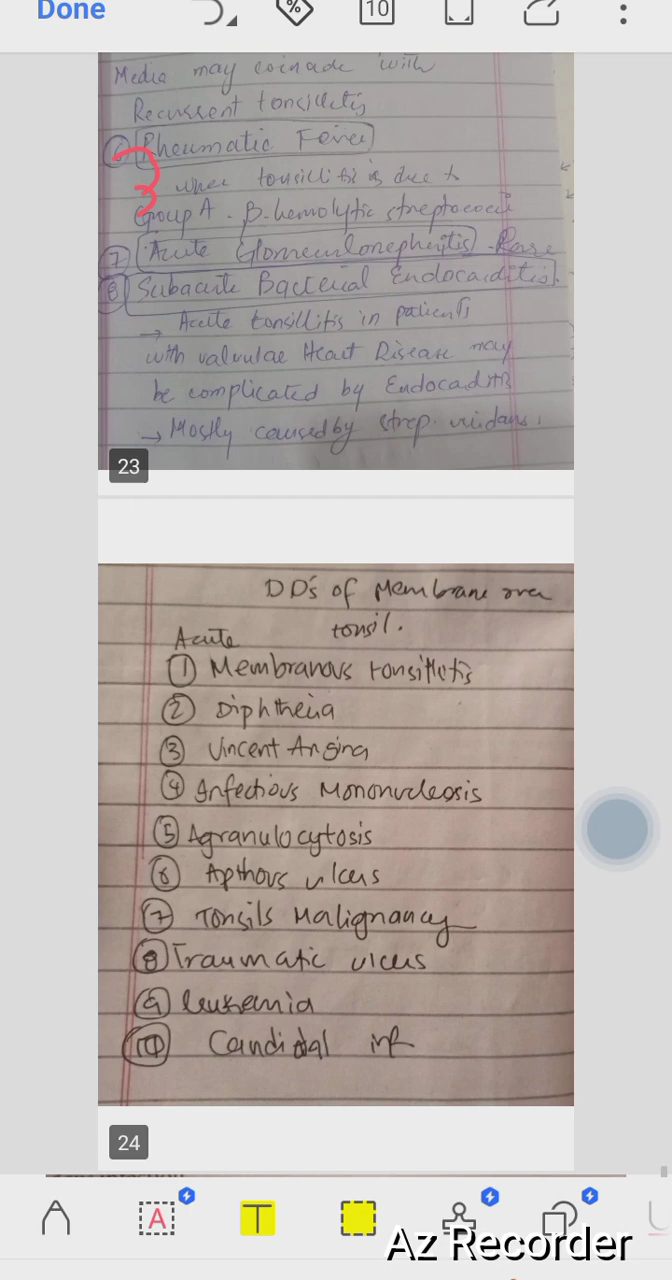 Done
10
Media may coincide with
Recurrent tonsillitis
⑥ Rheumatic Fever
when tonsillitis is due to
Group A - β-hemolytic streptococci
⑦ Acute Glomerulonephritis - Rare
⑧ Subacute Bacterial Endocarditis.
→ Acute tonsillitis in patients
with valvulae Heart Disease may
be complicated by Endocarditis
→ Mostly caused by strep. viridans.
23
DD's of Membrane over
tonsil.
Acute
① Membranous tonsilletis
② Diphtheria
③ Vincent Angina
④ Infectious Mononucleosis
⑤ Agranulocytosis
⑥ Apthous ulcers
⑦ Tonsils Malignancy
⑧ Traumatic ulcers
⑨ leukemia
⑩ Candidal inf
24
A
T
Az Recorder